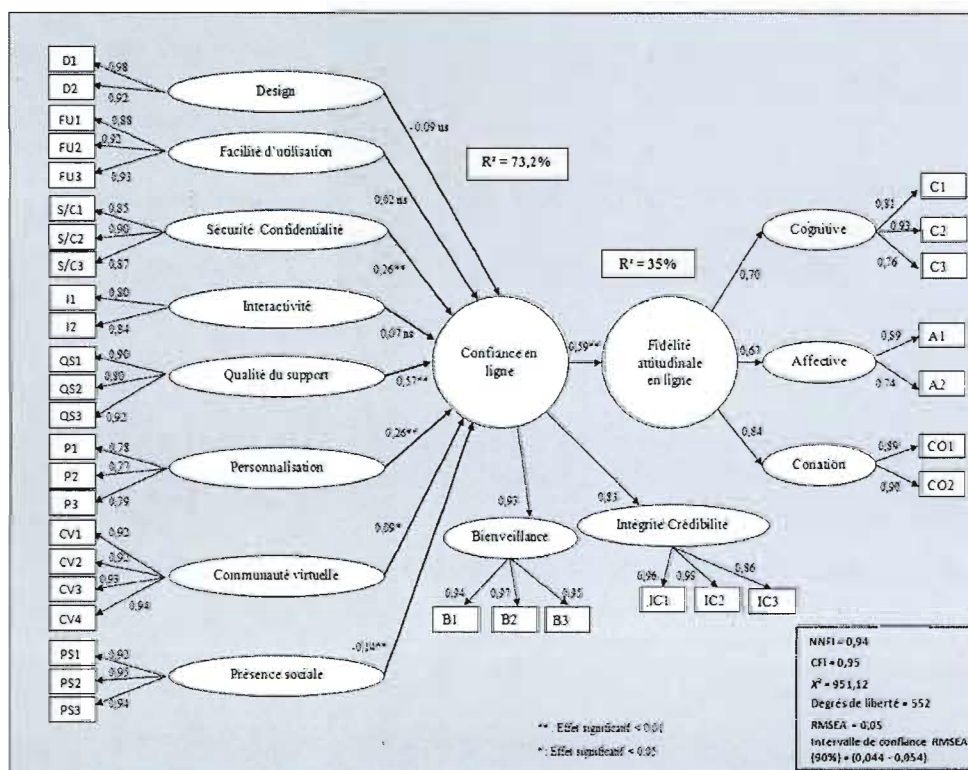 D1
0,98
D2
0,92
Design
-0,09 ns
FU1
0,88
FU2
FU3
0,93
Facilité d'utilisation
0,02 ns
R² = 73,2%
S/C1
0,85
S/C2
0,90
S/C3
0,87
Sécurité Confidentialité
0,26**
I1
0,80
I2
0,84
Interactivité
0,07 ns
QS1
0,90
QS2
0,80
QS3
0,92
Qualité du support
0,57**
P1
0,78
P2
0,77
P3
0,79
Personnalisation
0,26**
CV1
0,92
CV2
0,92
CV3
0,93
CV4
0,94
Communauté virtuelle
0,09*
PS1
0,92
PS2
0,95
PS3
0,94
Présence sociale
Confiance en
ligne
0,59**
R² = 35%
Fidélité
attitudinale
en ligne
0,70
Cognitive
0,81
C1
0,93
C2
0,76
C3
0,63
Affective
A1
0,74
A2
0,84
Conation
0,89
CO1
0,90
CO2
0,93
Bienveillance
0,94
0,97
0,95
B1
B2
B3
0,85
Intégrité Crédibilité
0,96
0,86
IC2
IC3
** : Effet significatif < 0.01
* : Effet significatif < 0.05
NNFI = 0,94
CFI = 0,95
X² = 951,12
Degrés de liberté = 552
RMSEA = 0,05
Intervalle de confiance RMSEA
(90%) = (0,044 - 0,054)